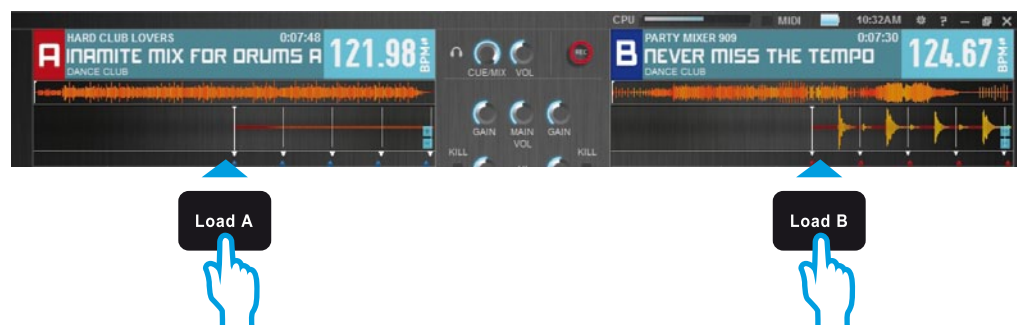 CPU MIDI 10:32AM ? – X
A HARD CLUB LOVERS 0:07:48
INAMITE MIX FOR DRUMS A 121.98 BPM
DANCE CLUB
CUE/MIX VOL
REC
B PARTY MIXER 909 0:07:30
NEVER MISS THE TEMPO 124.67 BPM
DANCE CLUB
GAIN MAIN VOL GAIN
KILL KILL
Load A Load B